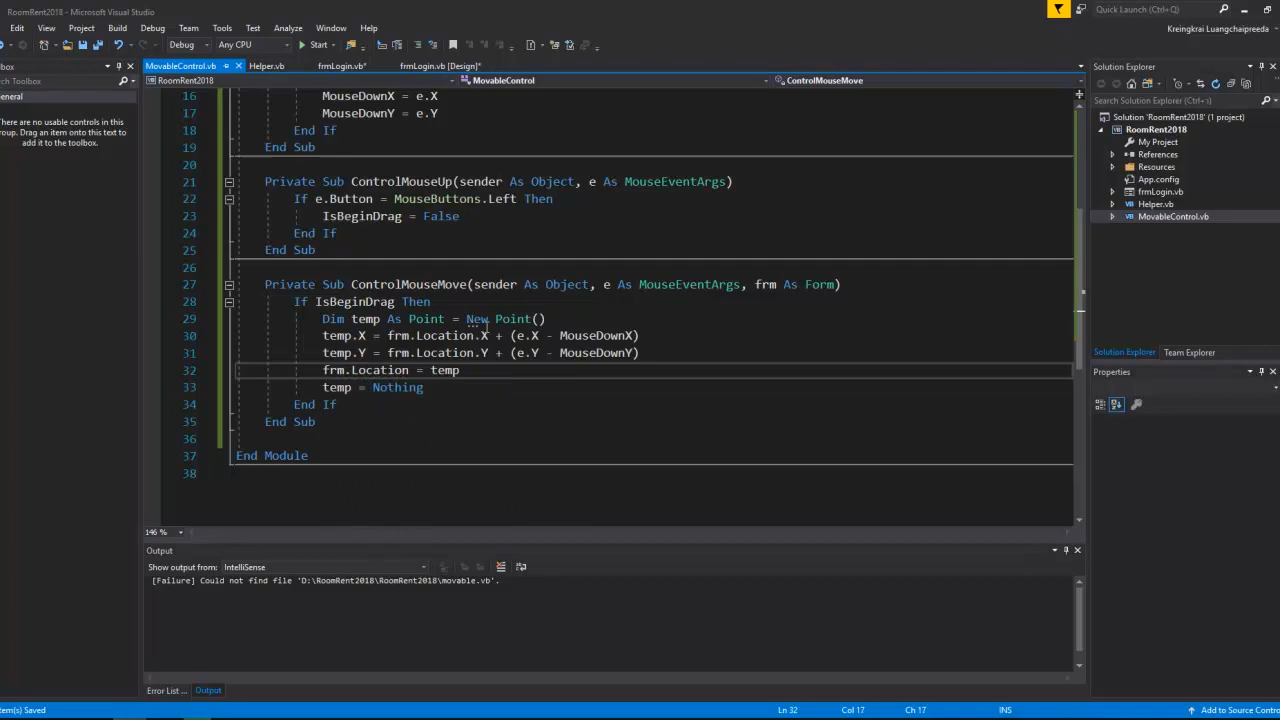 RoomRent2018 - Microsoft Visual Studio
Quick Launch (Ctrl+Q)
Edit View Project Build Debug Team Tools Test Analyze Window Help
Kreingkrai Luangchaipreeda
Debug Any CPU Start
MovableControl.vb Helper.vb frmLogin.vb* frmLogin.vb [Design]*
RoomRent2018 MovableControl ControlMouseMove
General
There are no usable controls in this
group. Drag an item onto this text to
add it to the toolbox.
16 MouseDownX = e.X
17 MouseDownY = e.Y
18 End If
19 End Sub
20
21 Private Sub ControlMouseUp(sender As Object, e As MouseEventArgs)
22 If e.Button = MouseButtons.Left Then
23 IsBeginDrag = False
24 End If
25 End Sub
26
27 Private Sub ControlMouseMove(sender As Object, e As MouseEventArgs, frm As Form)
28 If IsBeginDrag Then
29 Dim temp As Point = New Point()
30 temp.X = frm.Location.X + (e.X - MouseDownX)
31 temp.Y = frm.Location.Y + (e.Y - MouseDownY)
32 frm.Location = temp
33 temp = Nothing
34 End If
35 End Sub
36
37 End Module
38
146 %
Output
Show output from: IntelliSense
[Failure] Could not find file 'D:\RoomRent2018\RoomRent2018\movable.vb'.
Error List ... Output
Solution Explorer
Search Solution Explorer (Ctrl+;)
Solution 'RoomRent2018' (1 project)
RoomRent2018
My Project
References
Resources
App.config
frmLogin.vb
Helper.vb
MovableControl.vb
Solution Explorer Team Explorer
Properties
Item(s) Saved
Ln 32 Col 17 Ch 17 INS
Add to Source Contro